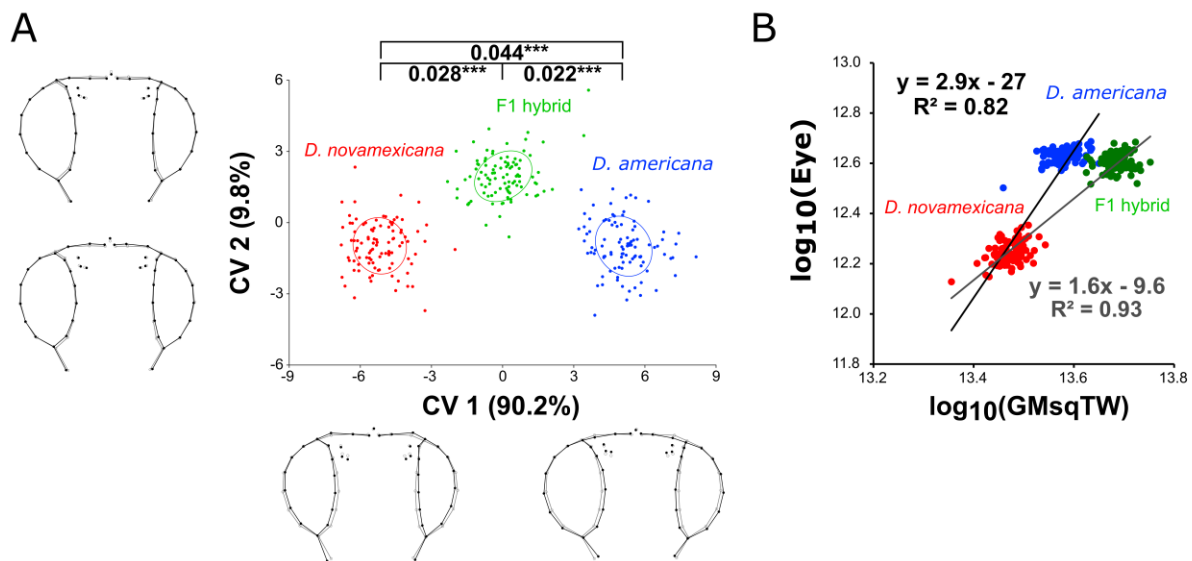 A
0.044***
0.028*** 0.022***
6
3
0
-3
-6
CV 2 (9.8%)
F1 hybrid
D. novamexicana
D. americana
-9 -6 -3 0 3 6 9
CV 1 (90.2%)
B
13.0
12.8
12.6
12.4
12.2
12.0
11.8
log10(Eye)
y = 2.9x - 27
R² = 0.82
D. americana
D. novamexicana
F1 hybrid
y = 1.6x - 9.6
R² = 0.93
13.2 13.4 13.6 13.8
log10(GMsqTW)